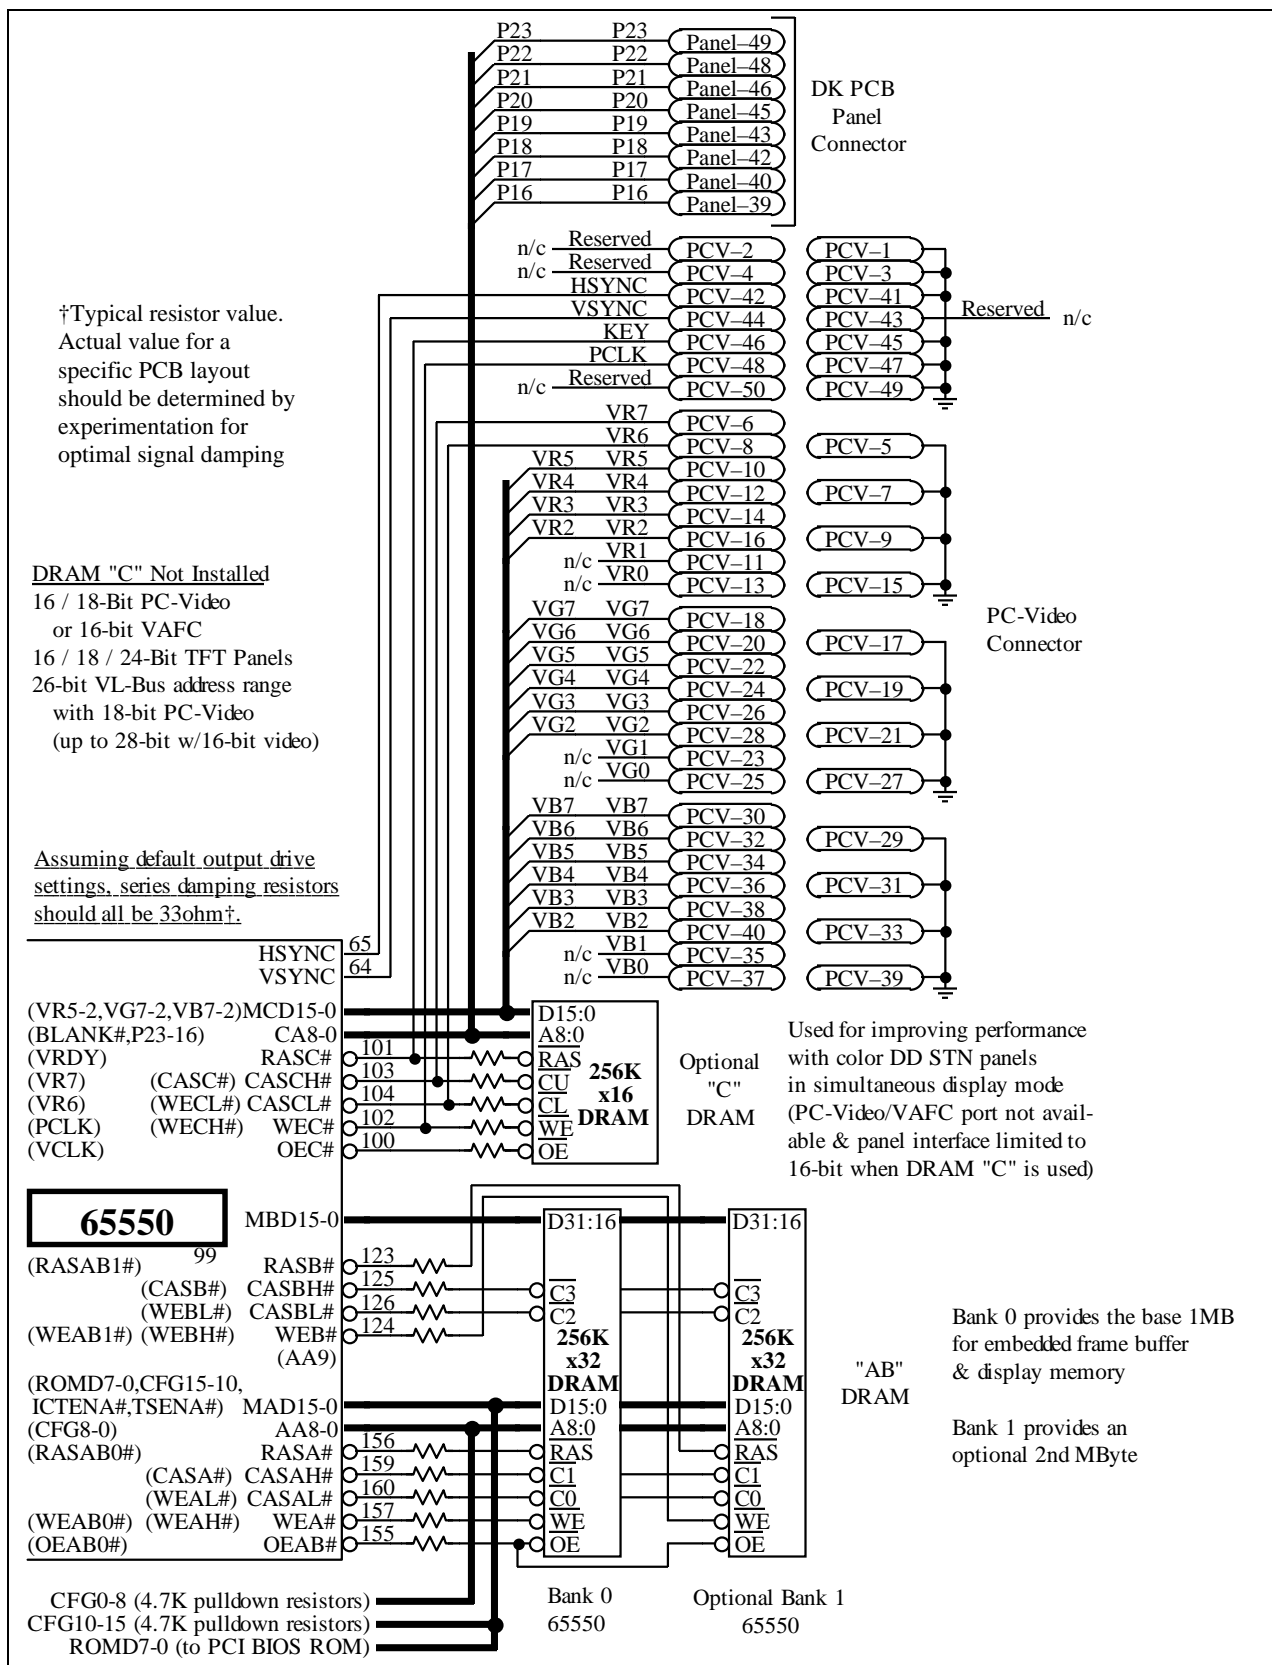 P23 P23 Panel–49
P22 P22 Panel–48
P21 P21 Panel–46
P20 P20 Panel–45
P19 P19 Panel–43
P18 P18 Panel–42
P17 P17 Panel–40
P16 P16 Panel–39
DK PCB
Panel
Connector
n/c Reserved PCV–2 PCV–1
n/c Reserved PCV–4 PCV–3
HSYNC PCV–42 PCV–41
VSYNC PCV–44 PCV–43 Reserved n/c
KEY PCV–46 PCV–45
PCLK PCV–48 PCV–47
n/c Reserved PCV–50 PCV–49
†Typical resistor value.
Actual value for a
specific PCB layout
should be determined by
experimentation for
optimal signal damping
VR7 PCV–6
VR6 PCV–8 PCV–5
VR5 VR5 PCV–10
VR4 VR4 PCV–12 PCV–7
VR3 VR3 PCV–14
VR2 VR2 PCV–16 PCV–9
n/c VR1 PCV–11
n/c VR0 PCV–13 PCV–15
VG7 VG7 PCV–18
VG6 VG6 PCV–20 PCV–17
VG5 VG5 PCV–22
VG4 VG4 PCV–24 PCV–19
VG3 VG3 PCV–26
VG2 VG2 PCV–28 PCV–21
n/c VG1 PCV–23
n/c VG0 PCV–25 PCV–27
VB7 VB7 PCV–30
VB6 VB6 PCV–32 PCV–29
VB5 VB5 PCV–34
VB4 VB4 PCV–36 PCV–31
VB3 VB3 PCV–38
VB2 VB2 PCV–40 PCV–33
n/c VB1 PCV–35
n/c VB0 PCV–37 PCV–39
PC-Video
Connector
DRAM "C" Not Installed
16 / 18-Bit PC-Video
or 16-bit VAFC
16 / 18 / 24-Bit TFT Panels
26-bit VL-Bus address range
with 18-bit PC-Video
(up to 28-bit w/16-bit video)
Assuming default output drive
settings, series damping resistors
should all be 33ohm†.
HSYNC 65
VSYNC 64
(VR5-2,VG7-2,VB7-2) MCD15-0 D15:0
(BLANK#,P23-16) CA8-0 A8:0
(VRDY) RASC# 101 RAS
(VR7) (CASC#) CASCH# 103 CU
(VR6) (WECL#) CASCL# 104 CL
(PCLK) (WECH#) WEC# 102 WE
(VCLK) OEC# 100 OE
256K
x16
DRAM
Optional
"C"
DRAM
Used for improving performance
with color DD STN panels
in simultaneous display mode
(PC-Video/VAFC port not avail-
able & panel interface limited to
16-bit when DRAM "C" is used)
65550
99
MBD15-0 D31:16 D31:16
(RASAB1#) RASB# 123
(CASB#) CASBH# 125 C3 C3
(WEBL#) CASBL# 126 C2 C2
(WEAB1#) (WEBH#) WEB# 124
(AA9)
256K 256K
x32 x32
DRAM DRAM
(ROMD7-0,CFG15-10,
ICTENA#,TSENA#) MAD15-0 D15:0 D15:0
(CFG8-0) AA8-0 A8:0 A8:0
(RASAB0#) RASA# 156 RAS RAS
(CASA#) CASAH# 159 C1 C1
(WEAL#) CASAL# 160 C0 C0
(WEAB0#) (WEAH#) WEA# 157 WE WE
(OEAB0#) OEAB# 155 OE OE
"AB"
DRAM
Bank 0 provides the base 1MB
for embedded frame buffer
& display memory
Bank 1 provides an
optional 2nd MByte
CFG0-8 (4.7K pulldown resistors)
CFG10-15 (4.7K pulldown resistors)
ROMD7-0 (to PCI BIOS ROM)
Bank 0
65550
Optional Bank 1
65550